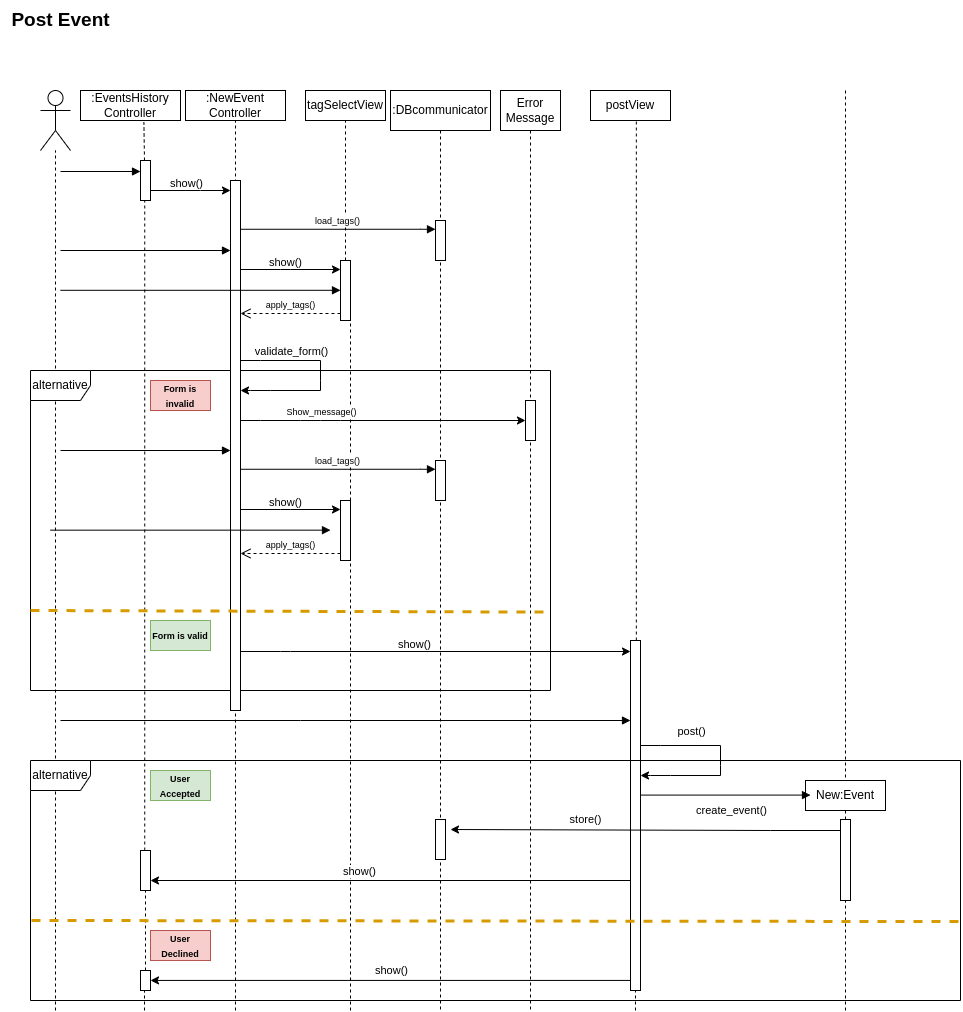 Post Event
:EventsHistory
Controller
:NewEvent
Controller
tagSelectView
:DBcommunicator
Error
Message
postView
show()
load_tags()
show()
apply_tags()
validate_form()
alternative
Form is
invalid
Show_message()
load_tags()
show()
apply_tags()
Form is valid
show()
post()
alternative
User
Accepted
New:Event
create_event()
store()
show()
User
Declined
show()